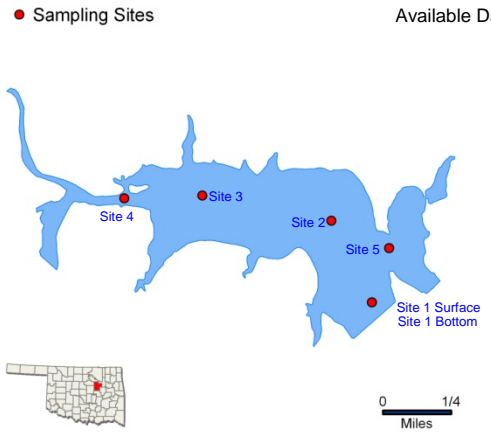 Sampling Sites
Available D
Site 4
Site 3
Site 2
Site 5
Site 1 Surface
Site 1 Bottom
0 1/4
Miles